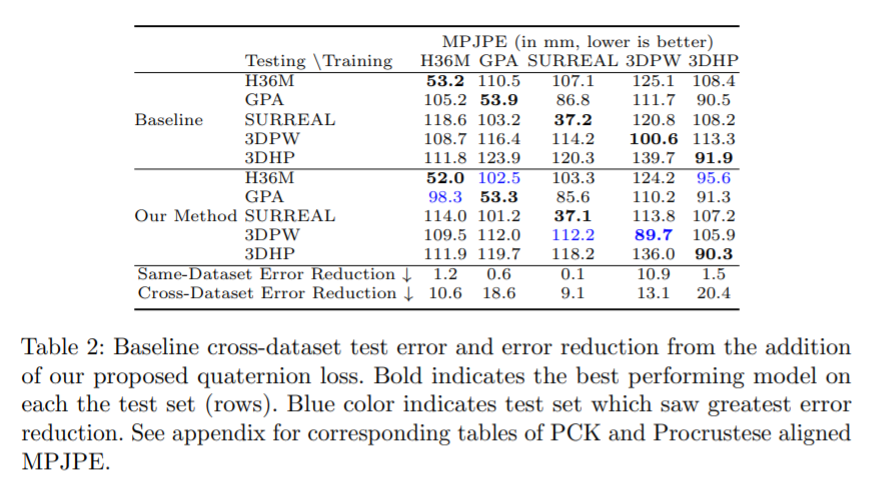 MPJPE (in mm, lower is better)
Testing \Training H36M GPA SURREAL 3DPW 3DHP
H36M 53.2 110.5 107.1 125.1 108.4
GPA 105.2 53.9 86.8 111.7 90.5
Baseline SURREAL 118.6 103.2 37.2 120.8 108.2
3DPW 108.7 116.4 114.2 100.6 113.3
3DHP 111.8 123.9 120.3 139.7 91.9
H36M 52.0 102.5 103.3 124.2 95.6
GPA 98.3 53.3 85.6 110.2 91.3
Our Method SURREAL 114.0 101.2 37.1 113.8 107.2
3DPW 109.5 112.0 112.2 89.7 105.9
3DHP 111.9 119.7 118.2 136.0 90.3
Same-Dataset Error Reduction ↓ 1.2 0.6 0.1 10.9 1.5
Cross-Dataset Error Reduction ↓ 10.6 18.6 9.1 13.1 20.4
Table 2: Baseline cross-dataset test error and error reduction from the addition
of our proposed quaternion loss. Bold indicates the best performing model on
each the test set (rows). Blue color indicates test set which saw greatest error
reduction. See appendix for corresponding tables of PCK and Procrustese aligned
MPJPE.